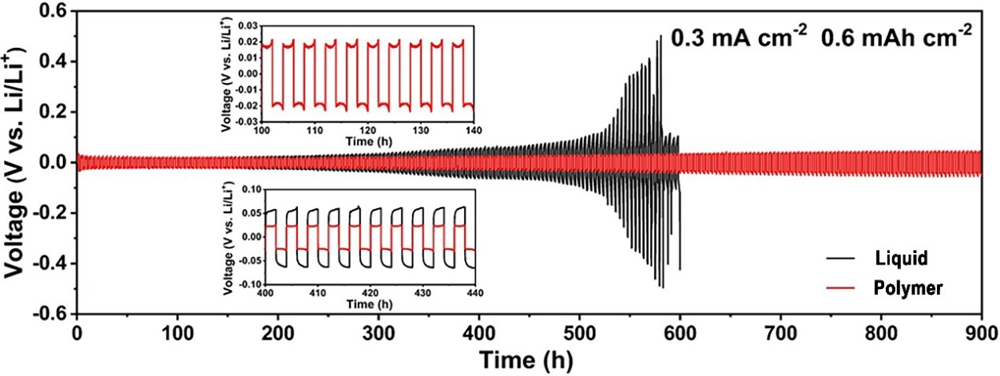 Voltage (V vs. Li/Li⁺)
0.6
0.4
0.2
0.0
-0.2
-0.4
-0.6
0.3 mA cm⁻² 0.6 mAh cm⁻²
Voltage (V vs. Li/Li⁺)
0.03
0.02
0.01
0.00
-0.01
-0.02
-0.03
100 110 120 130 140
Time (h)
Voltage (V vs. Li/Li⁺)
0.10
0.05
0.00
-0.05
-0.10
400 410 420 430 440
Time (h)
Liquid
Polymer
0 100 200 300 400 500 600 700 800 900
Time (h)